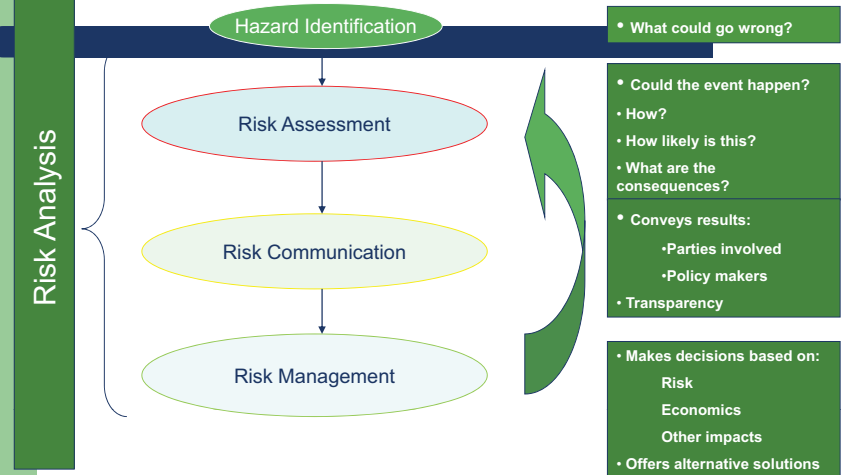 Risk Analysis
Hazard Identification
Risk Assessment
Risk Communication
Risk Management
• What could go wrong?
• Could the event happen?
• How?
• How likely is this?
• What are the
consequences?
• Conveys results:
•Parties involved
•Policy makers
• Transparency
• Makes decisions based on:
Risk
Economics
Other impacts
• Offers alternative solutions